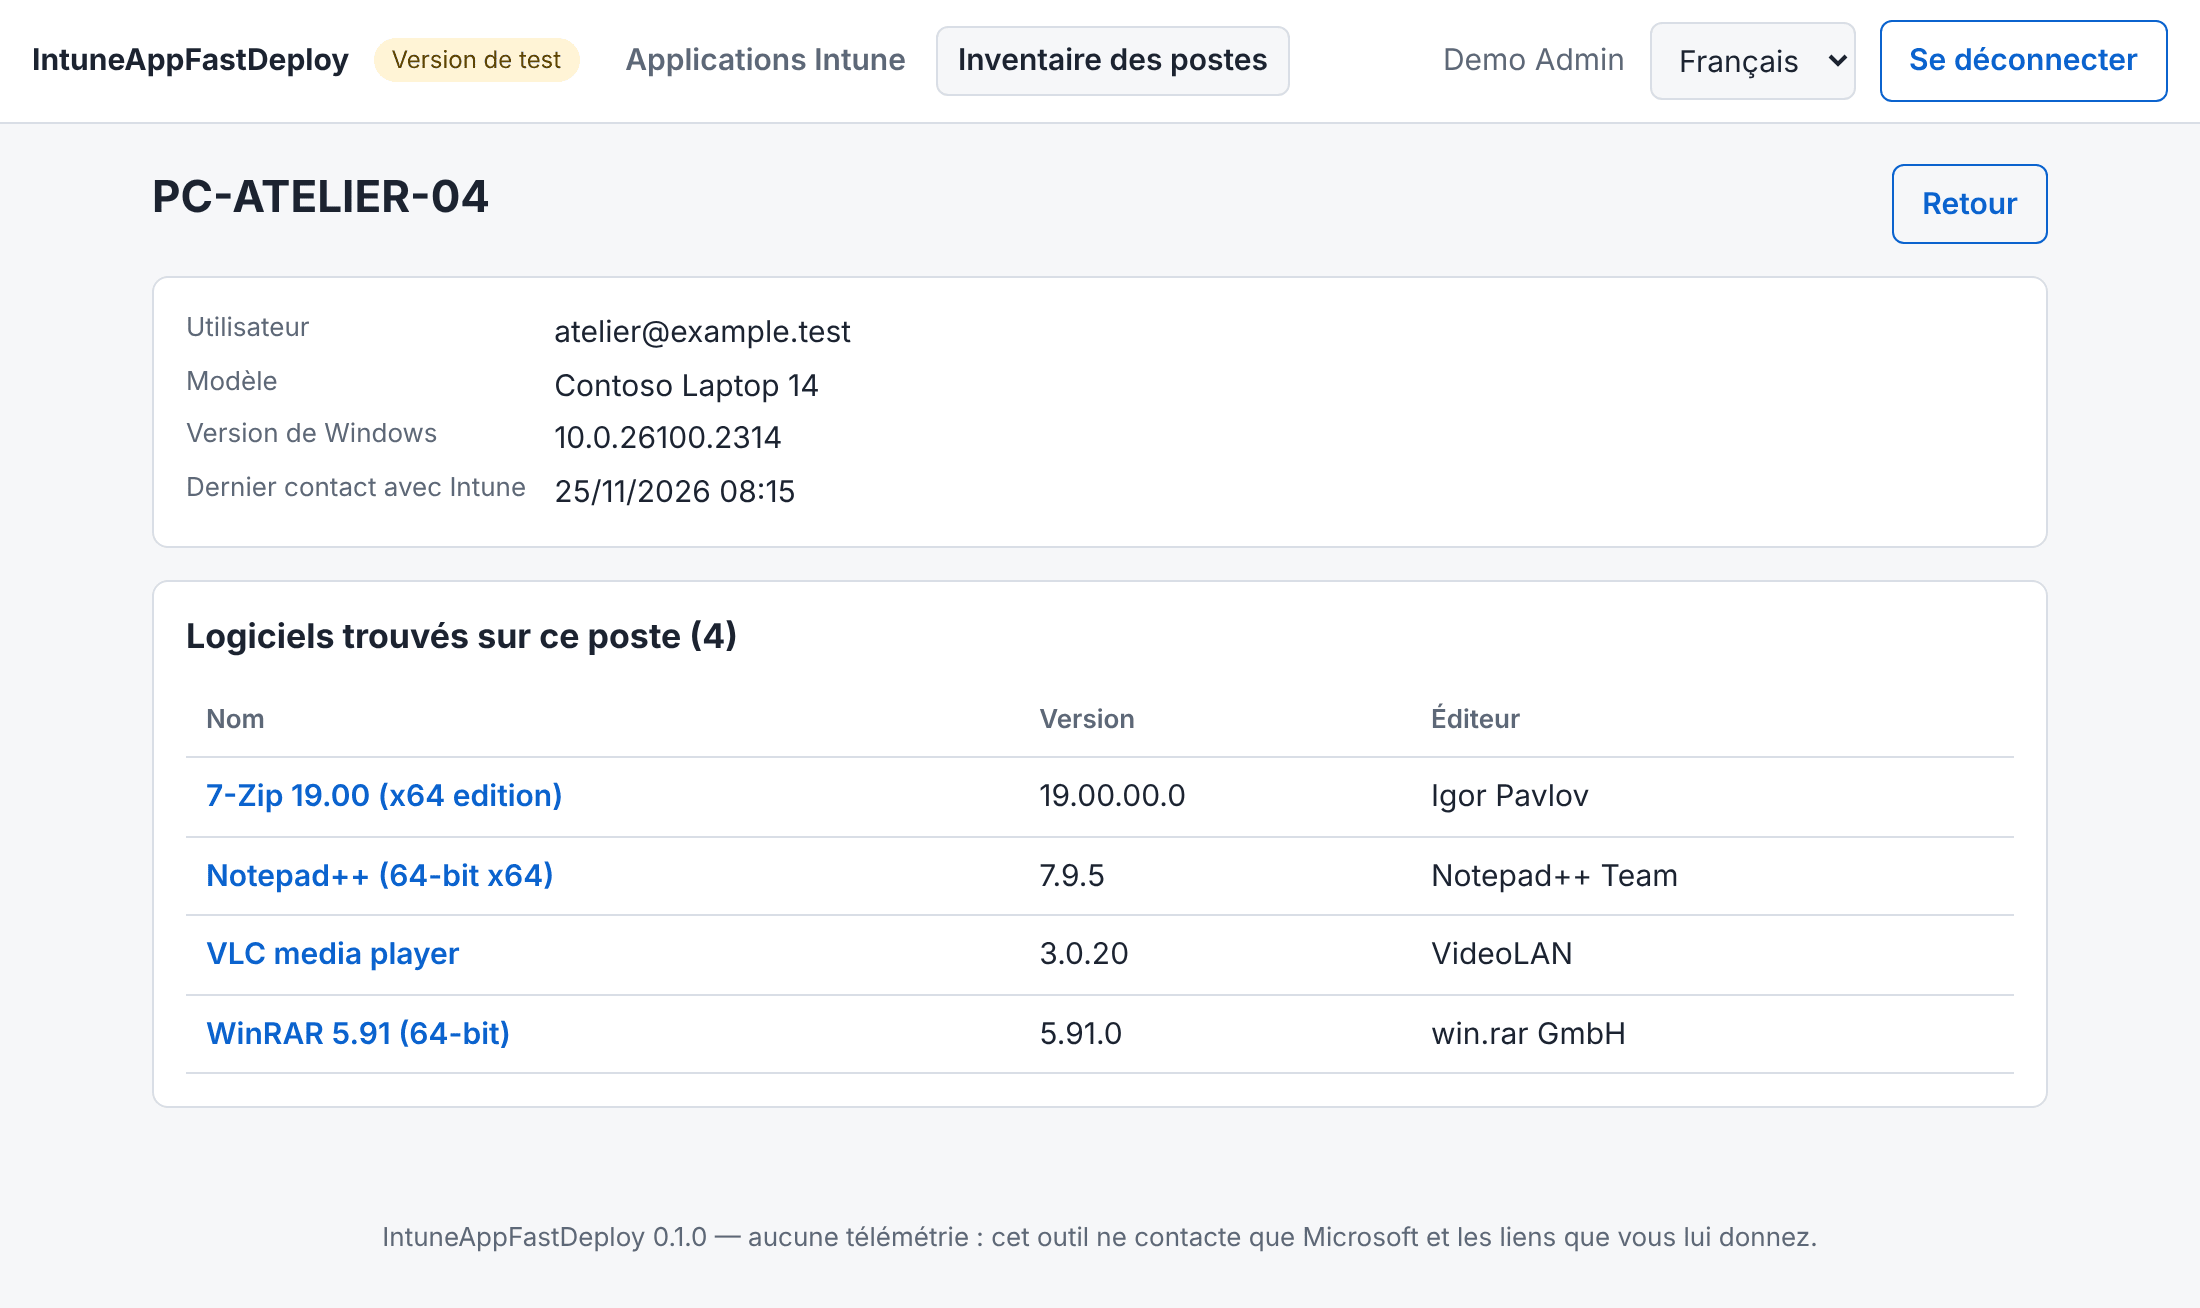 IntuneAppFastDeploy Version de test Applications Intune Inventaire des postes Demo Admin Français Se déconnecter
PC-ATELIER-04 Retour
Utilisateur atelier@example.test
Modèle Contoso Laptop 14
Version de Windows 10.0.26100.2314
Dernier contact avec Intune 25/11/2026 08:15
Logiciels trouvés sur ce poste (4)
Nom Version Éditeur
7-Zip 19.00 (x64 edition) 19.00.00.0 Igor Pavlov
Notepad++ (64-bit x64) 7.9.5 Notepad++ Team
VLC media player 3.0.20 VideoLAN
WinRAR 5.91 (64-bit) 5.91.0 win.rar GmbH
IntuneAppFastDeploy 0.1.0 — aucune télémétrie : cet outil ne contacte que Microsoft et les liens que vous lui donnez.